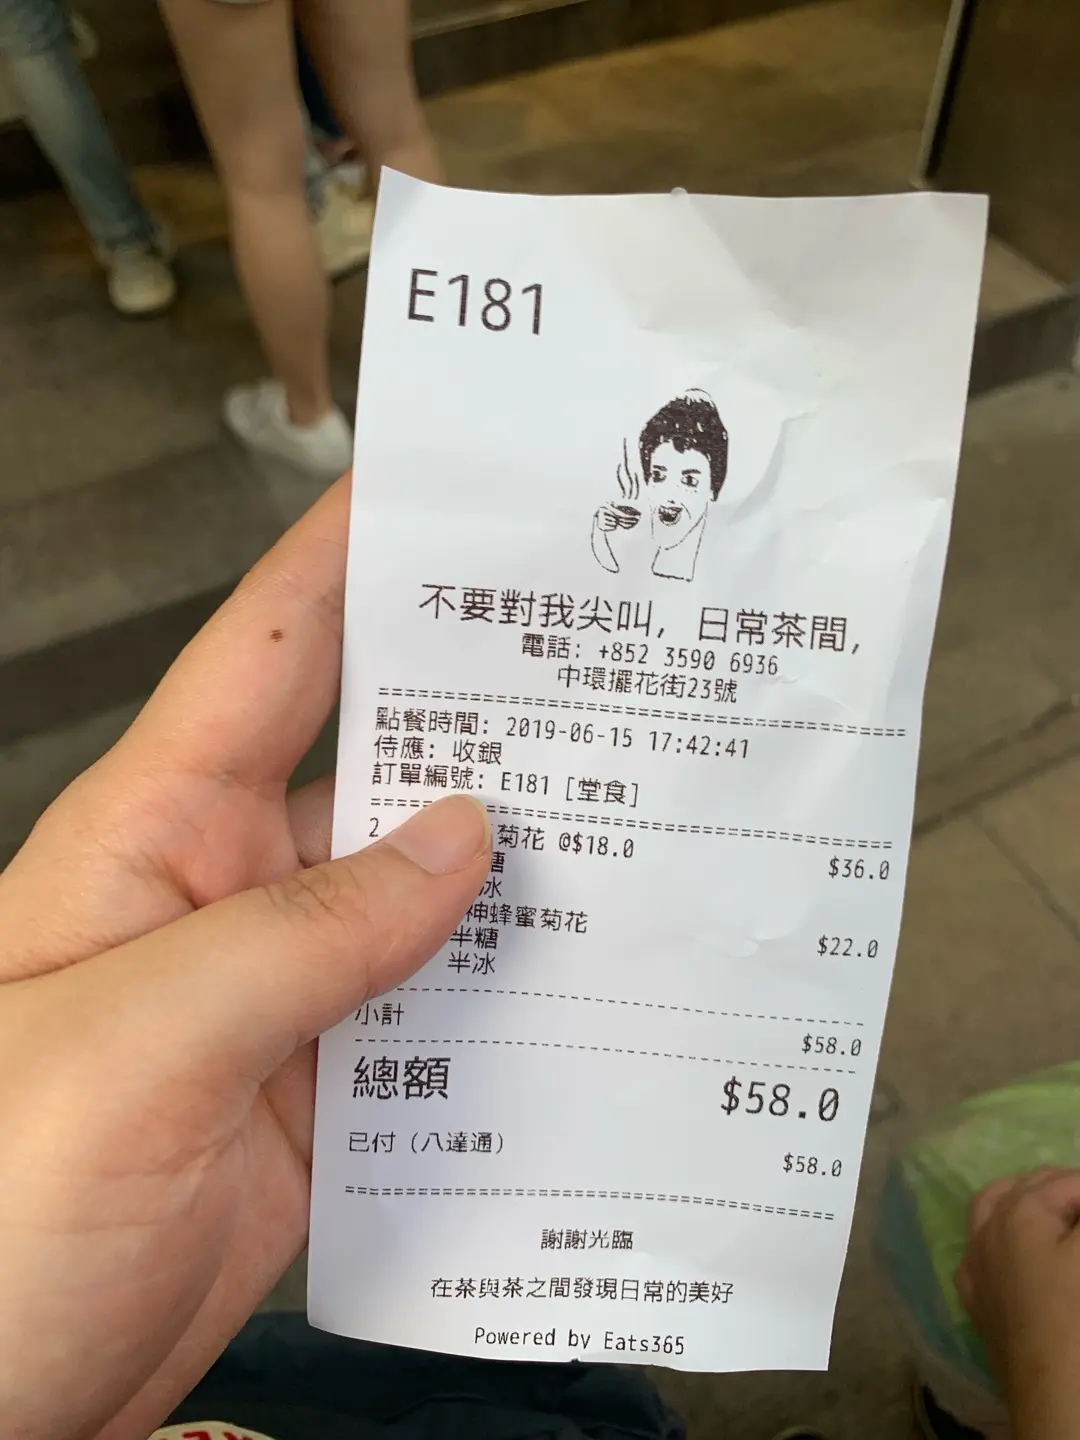 E181
不要對我尖叫, 日常茶間,
電話: +852 3590 6936
中環擺花街23號
點餐時間: 2019-06-15 17:42:41
侍應: 收銀
訂單編號: E181 [堂食]
2 菊花 @$18.0 $36.0
糖
冰
神蜂蜜菊花 $22.0
半糖
半冰
小計 $58.0
總額 $58.0
已付 (八達通) $58.0
謝謝光臨
在茶與茶之間發現日常的美好
Powered by Eats365